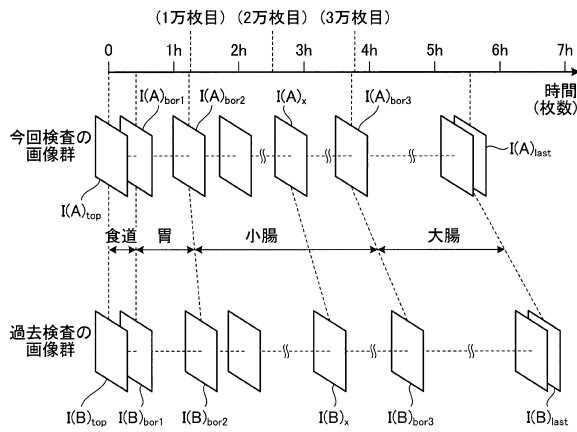 (1万枚目) (2万枚目) (3万枚目)
0 1h 2h 3h 4h 5h 6h 7h
時間
(枚数)
I(A)bor1 I(A)bor2 I(A)x I(A)bor3
今回検査の
画像群
I(A)last
I(A)top
食道 胃 小腸 大腸
過去検査の
画像群
I(B)top I(B)bor1 I(B)bor2 I(B)x I(B)bor3 I(B)last